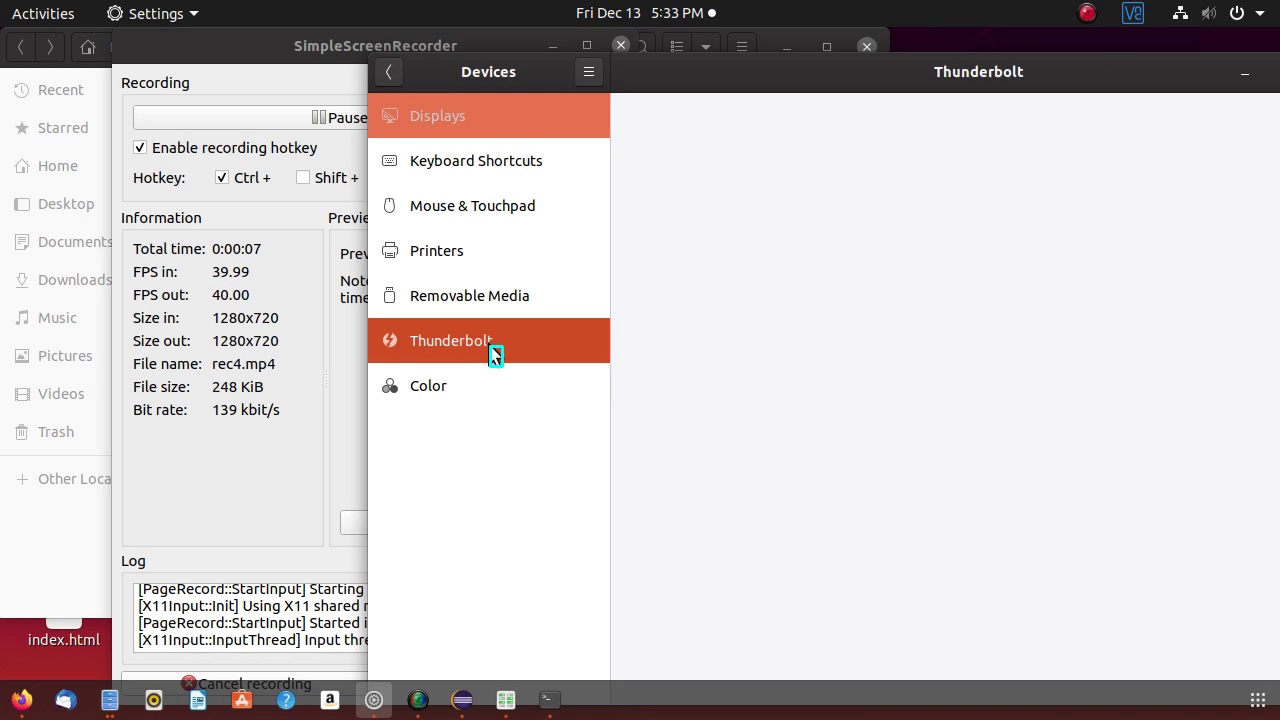 Activities
Settings
Fri Dec 13 5:33 PM
SimpleScreenRecorder
Devices
Thunderbolt
Recent
Starred
Home
Desktop
Documents
Downloads
Music
Pictures
Videos
Trash
Other Loca
index.html
Recording
Pause
Enable recording hotkey
Hotkey: Ctrl + Shift +
Information
Total time: 0:00:07
FPS in: 39.99
FPS out: 40.00
Size in: 1280x720
Size out: 1280x720
File name: rec4.mp4
File size: 248 KiB
Bit rate: 139 kbit/s
Previe
Prev
Note
time
Log
[PageRecord::StartInput] Starting
[X11Input::Init] Using X11 shared
[PageRecord::StartInput] Started i
[X11Input::InputThread] Input thre
Cancel recording
Displays
Keyboard Shortcuts
Mouse & Touchpad
Printers
Removable Media
Thunderbolt
Color